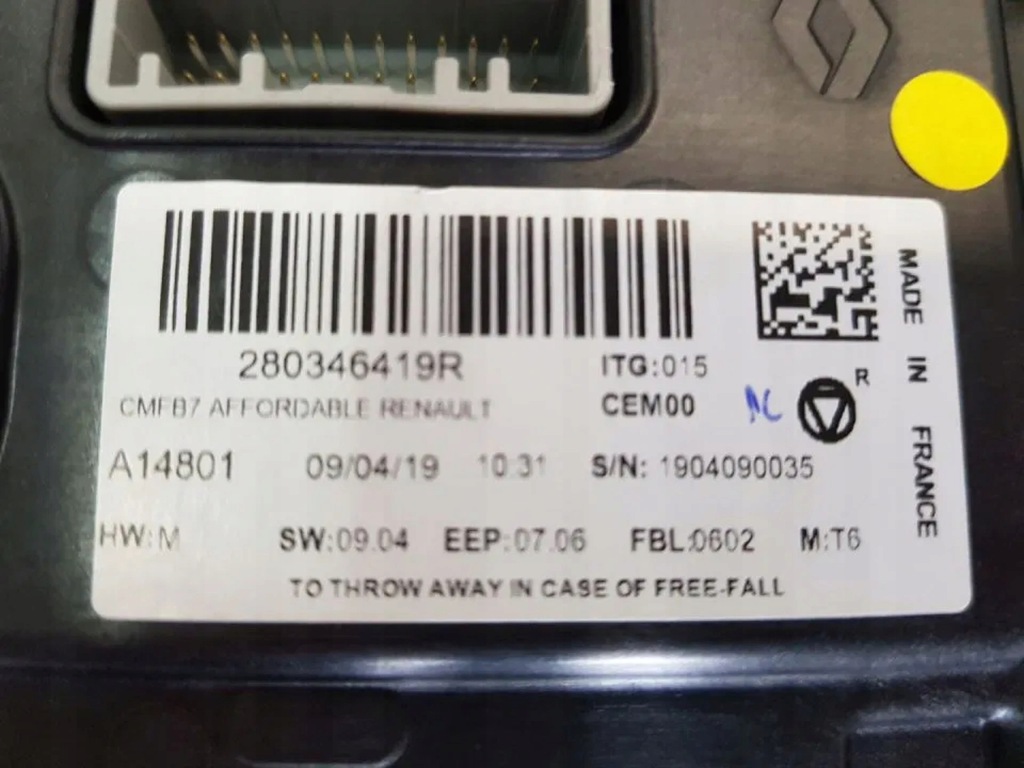 280346419R
ITG:015
R
CMFB7 AFFORDABLE RENAULT
CEM00
A14801 09/04/19 10:31 S/N: 1904090035
HW:M SW:09.04 EEP:07.06 FBL:0602 M:T6
TO THROW AWAY IN CASE OF FREE-FALL
MADE IN FRANCE